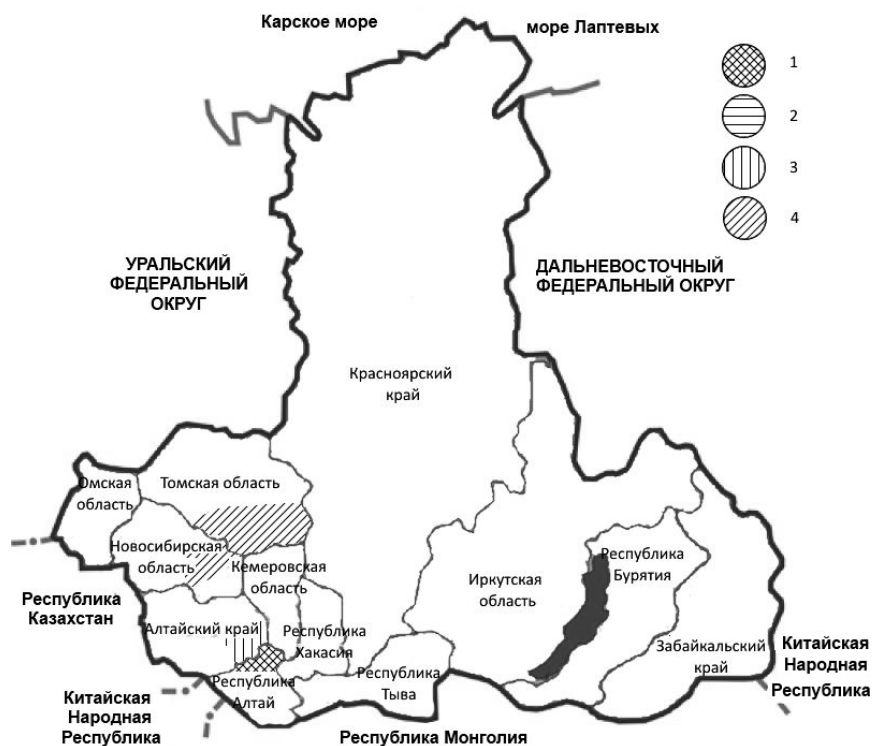 Карское море
море Лаптевых
1
2
3
4
УРАЛЬСКИЙ
ФЕДЕРАЛЬНЫЙ
ОКРУГ
ДАЛЬНЕВОСТОЧНЫЙ
ФЕДЕРАЛЬНЫЙ ОКРУГ
Красноярский
край
Омская
область
Томская область
Новосибирская
область
Кемеровская
область
Республика
Бурятия
Иркутская
область
Республика
Казахстан
Алтайский край
Республика
Хакасия
Забайкальский
край
Китайская
Народная
Республика
Республика
Алтай
Республика
Тыва
Китайская
Народная
Республика
Республика Монголия